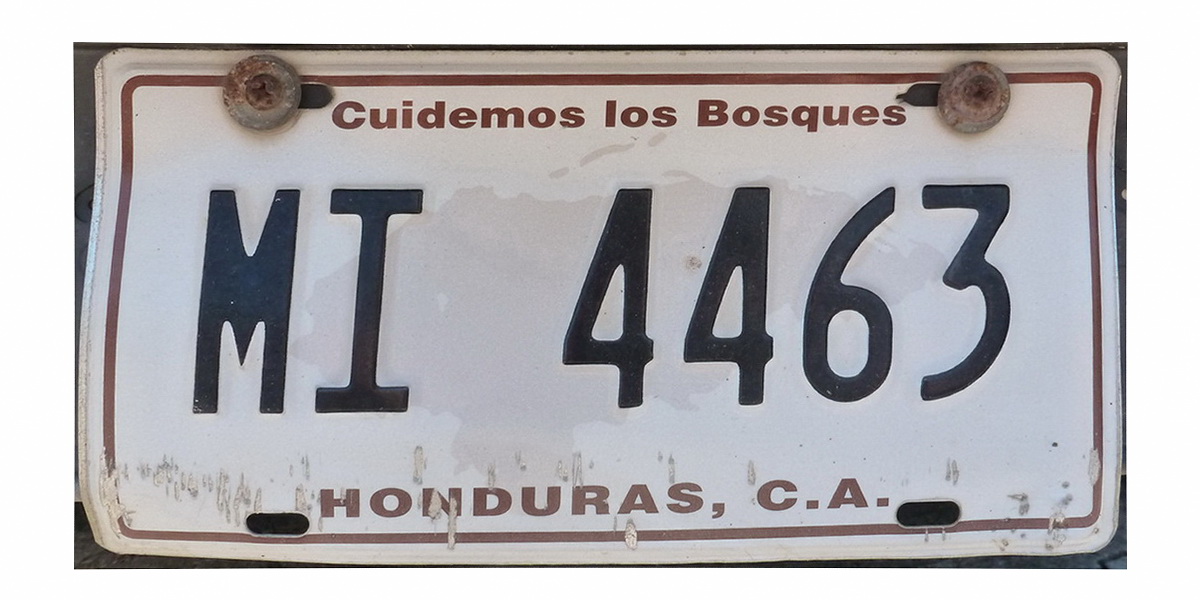 Cuidemos los Bosques
MI 4463
HONDURAS, C.A.